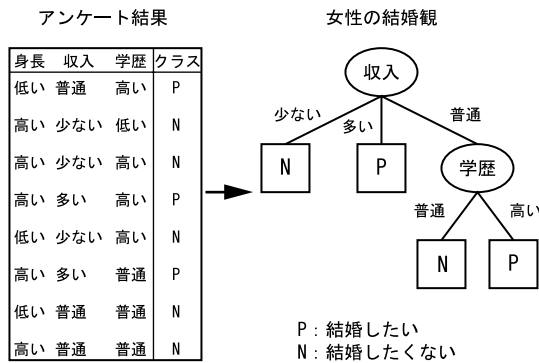 アンケート結果
身長 収入 学歴 クラス
低い 普通 高い P
高い 少ない 低い N
高い 少ない 高い N
高い 多い 高い P
低い 少ない 高い N
高い 多い 普通 P
低い 普通 普通 N
高い 普通 普通 N
女性の結婚観
収入
少ない 多い 普通
N P 学歴
普通 高い
N P
P：結婚したい
N：結婚したくない